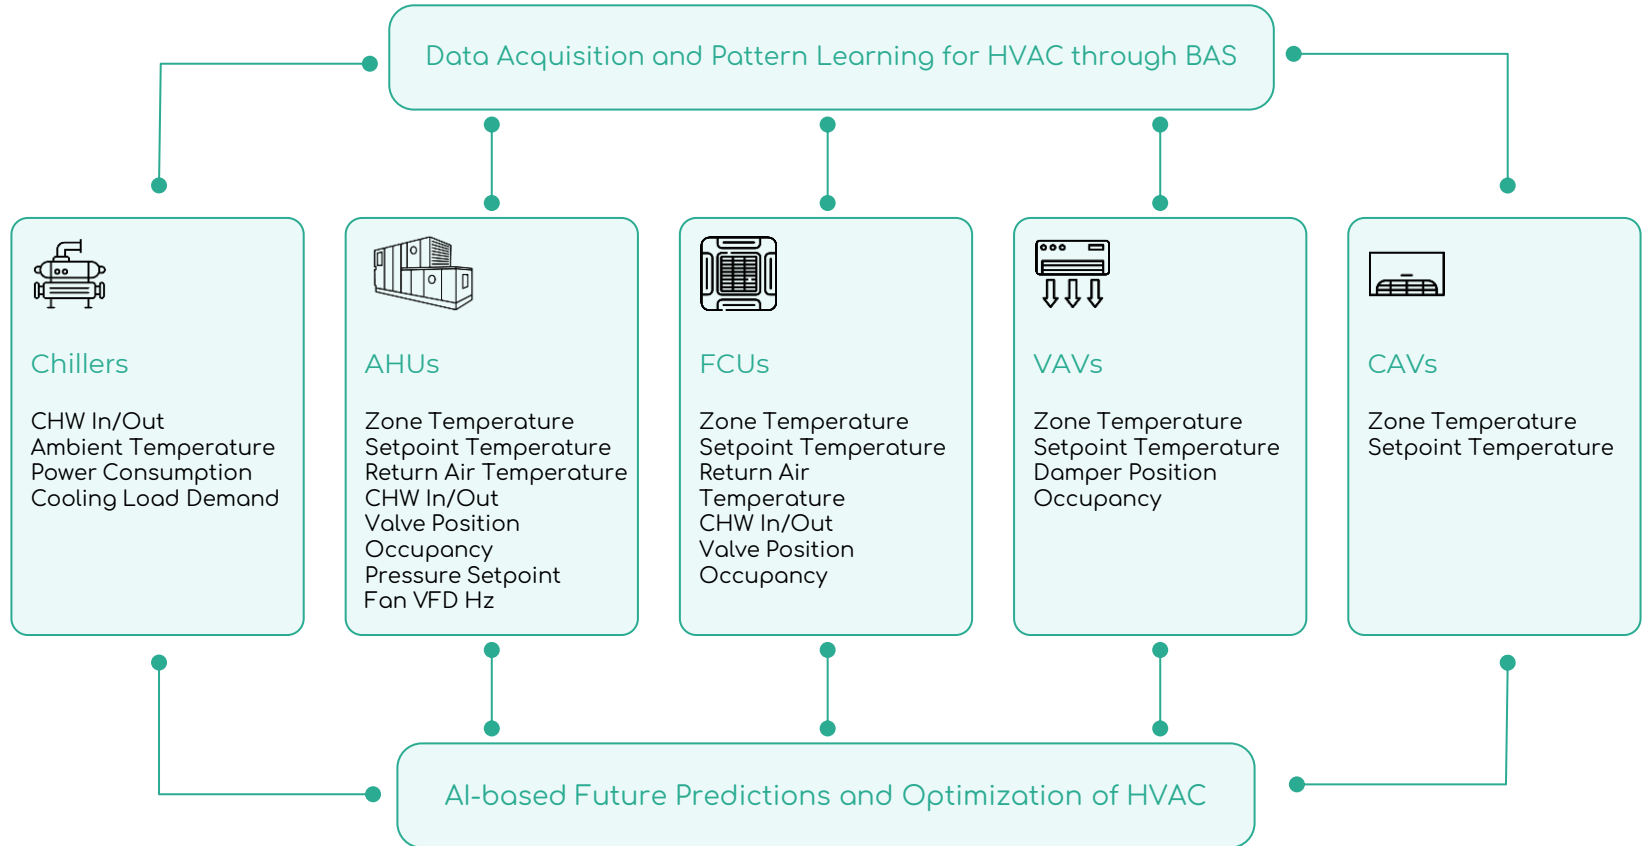 Data Acquisition and Pattern Learning for HVAC through BAS
Chillers
CHW In/Out
Ambient Temperature
Power Consumption
Cooling Load Demand
AHUs
Zone Temperature
Setpoint Temperature
Return Air Temperature
CHW In/Out
Valve Position
Occupancy
Pressure Setpoint
Fan VFD Hz
FCUs
Zone Temperature
Setpoint Temperature
Return Air
Temperature
CHW In/Out
Valve Position
Occupancy
VAVs
Zone Temperature
Setpoint Temperature
Damper Position
Occupancy
CAVs
Zone Temperature
Setpoint Temperature
AI-based Future Predictions and Optimization of HVAC